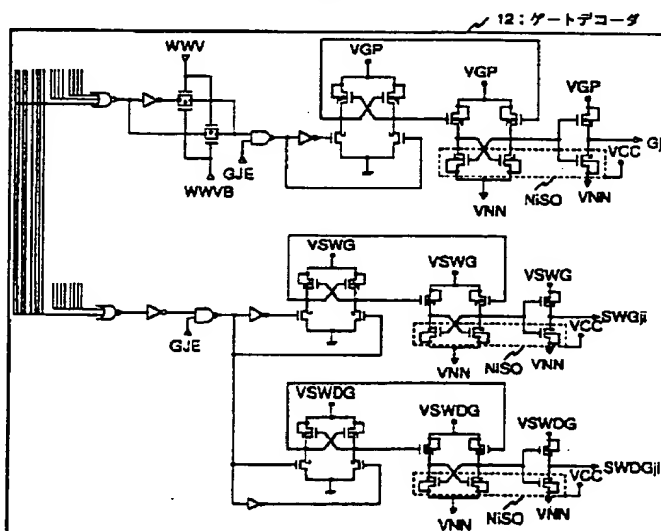 12:ゲートデコーダ
WWV
VGP
VGP
VGP
Gj
VCC
GJE
WWVB
VNN
NiSO
VNN
VSWG
VSWG
VSWG
SWGji
VCC
GJE
VNN
NiSO
VNN
VSWDG
VSWDG
VSWDG
SWDGji
VCC
VNN
NiSO
VNN